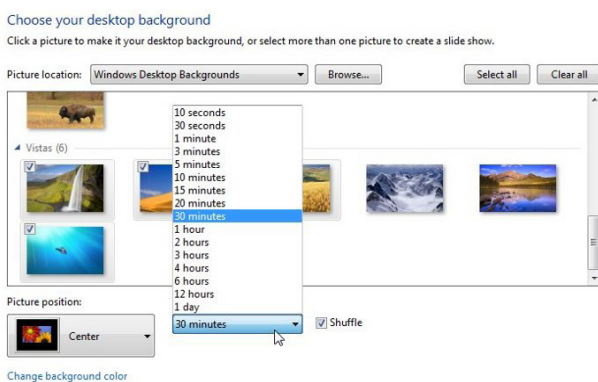 Choose your desktop background
Click a picture to make it your desktop background, or select more than one picture to create a slide show.
Picture location: Windows Desktop Backgrounds Browse... Select all Clear all
Vistas (6)
10 seconds
30 seconds
1 minute
3 minutes
5 minutes
10 minutes
15 minutes
20 minutes
30 minutes
1 hour
2 hours
3 hours
4 hours
6 hours
12 hours
1 day
Picture position:
Center 30 minutes Shuffle
Change background color